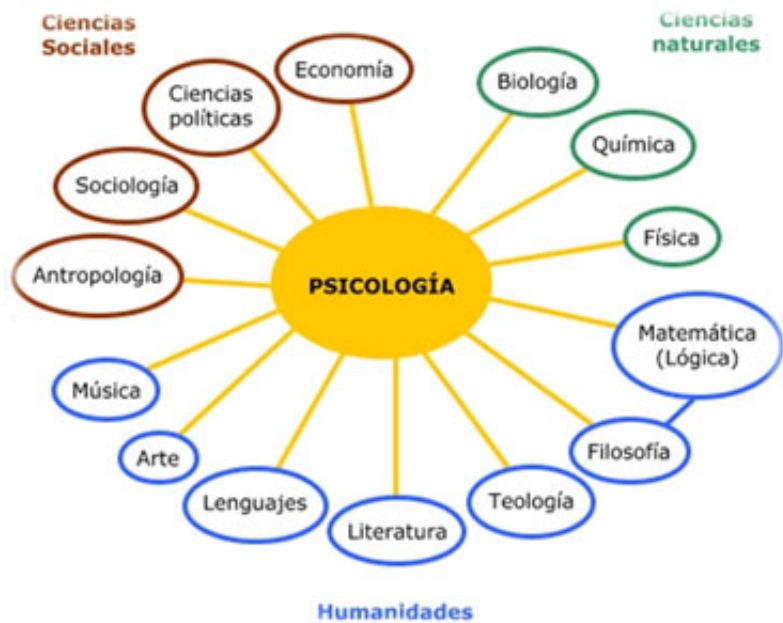 Ciencias
Sociales
Ciencias
naturales
Economía
Biología
Ciencias
políticas
Química
Sociología
Física
Antropología
PSICOLOGÍA
Matemática
(Lógica)
Música
Filosofía
Arte
Lenguajes
Teología
Literatura
Humanidades